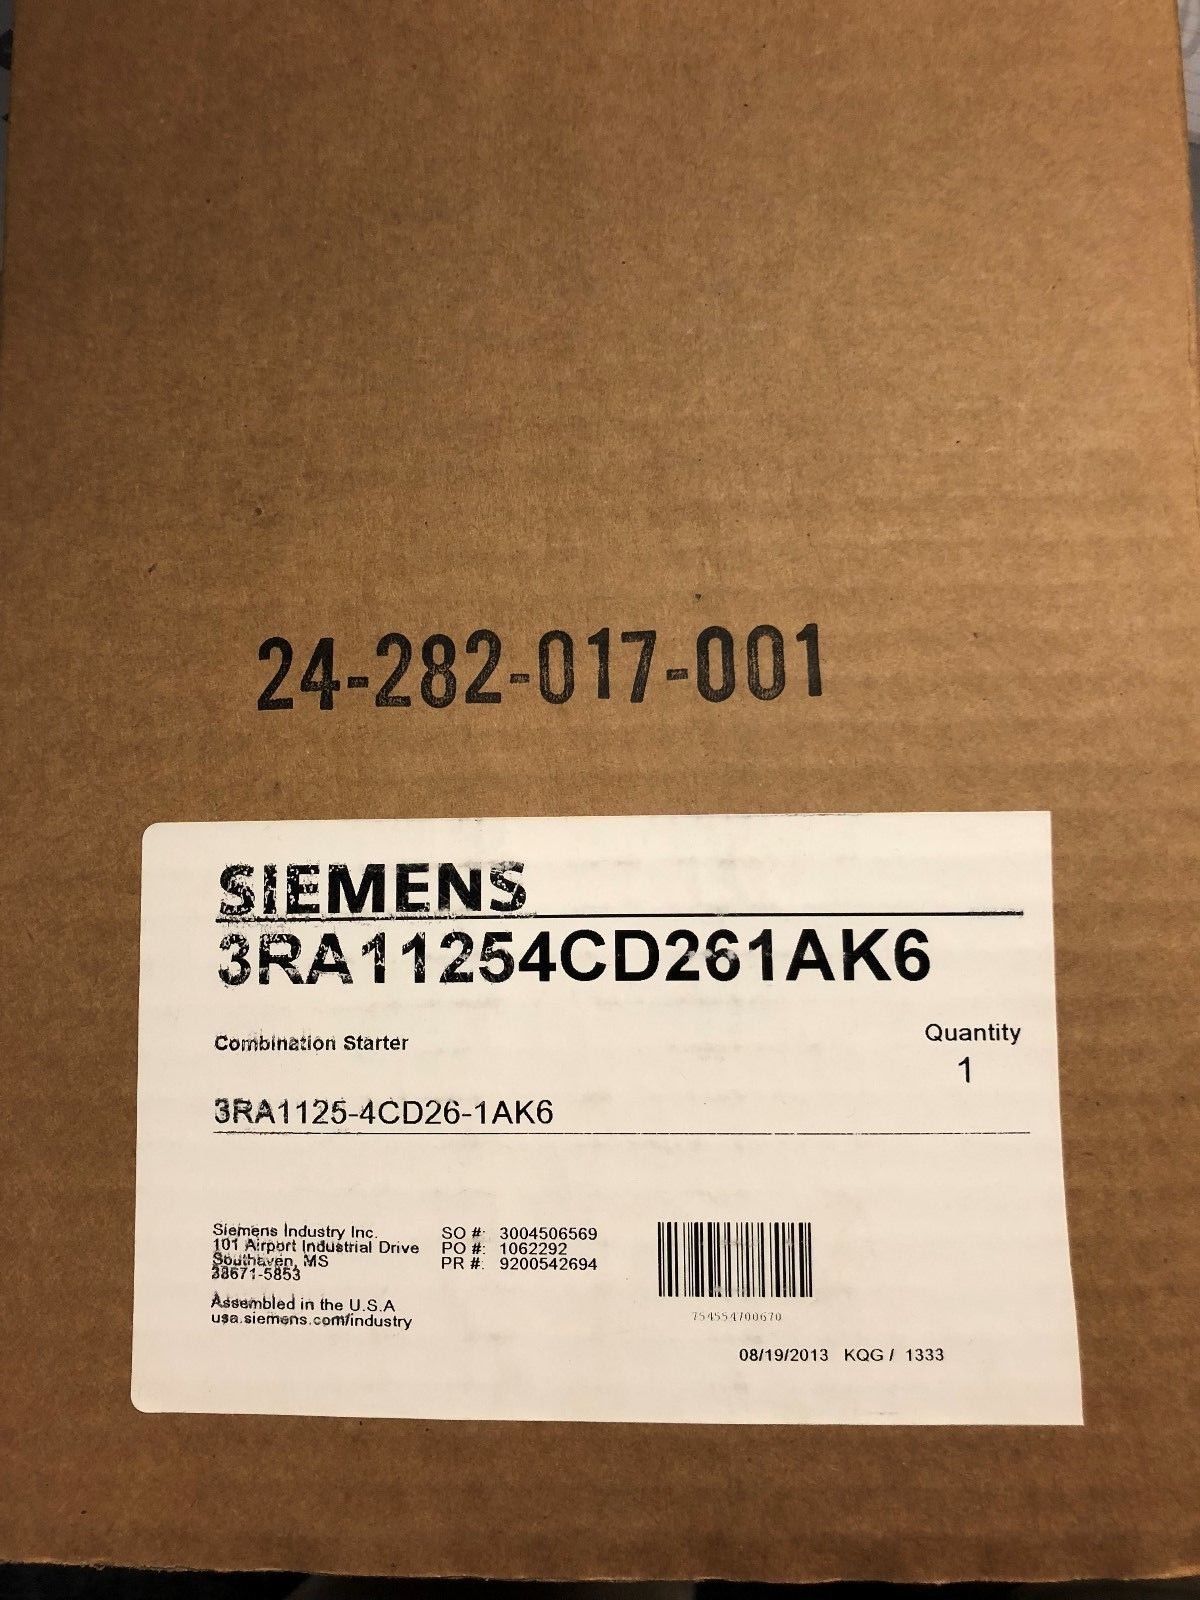 24-282-017-001
SIEMENS
3RA11254CD261AK6
Combination Starter
Quantity
1
3RA1125-4CD26-1AK6
Siemens Industry Inc.
101 Airport Industrial Drive
Southaven, MS
38671-5853
Assembled in the U.S.A
usa.siemens.com/industry
SO #: 3004506569
PO #: 1062292
PR #: 9200542694
754554700670
08/19/2013 KQG / 1333